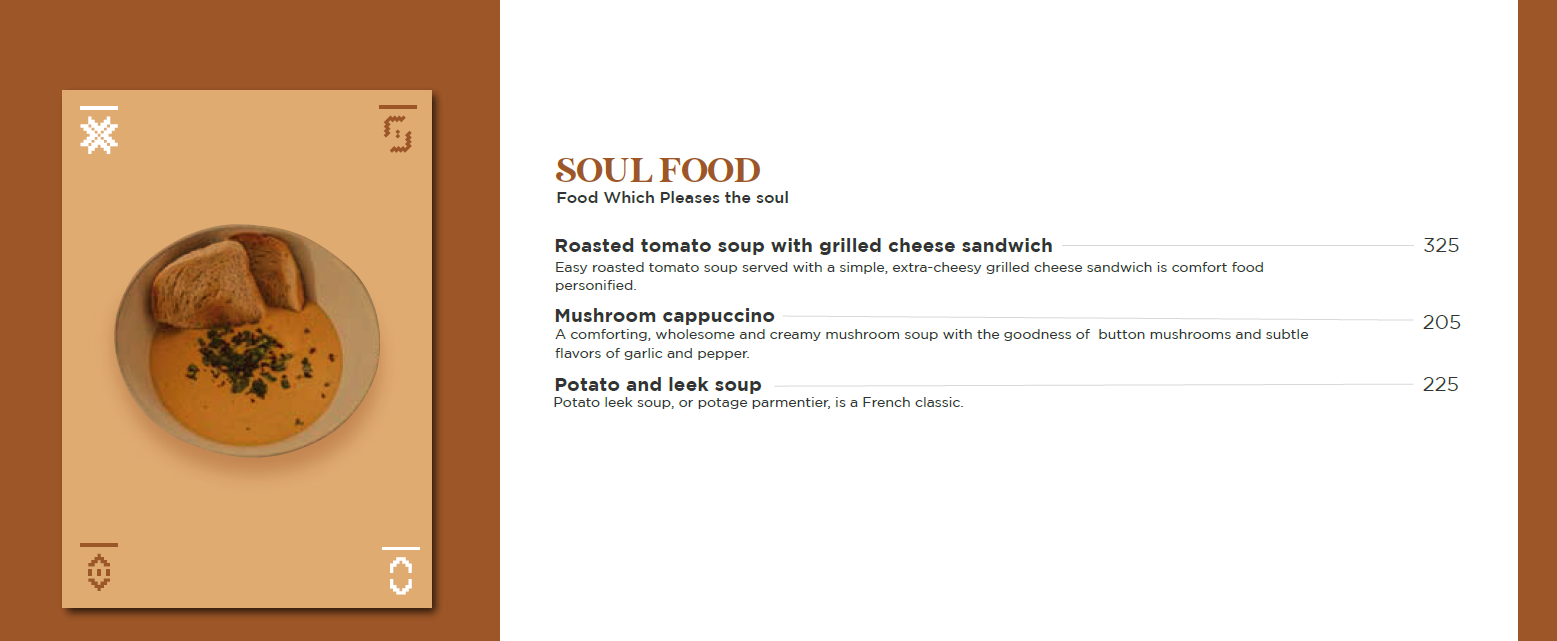 SOUL FOOD
Food Which Pleases the soul
Roasted tomato soup with grilled cheese sandwich 325
Easy roasted tomato soup served with a simple, extra-cheesy grilled cheese sandwich is comfort food
personified.
Mushroom cappuccino 205
A comforting, wholesome and creamy mushroom soup with the goodness of  button mushrooms and subtle
flavors of garlic and pepper.
Potato and leek soup 225
Potato leek soup, or potage parmentier, is a French classic.